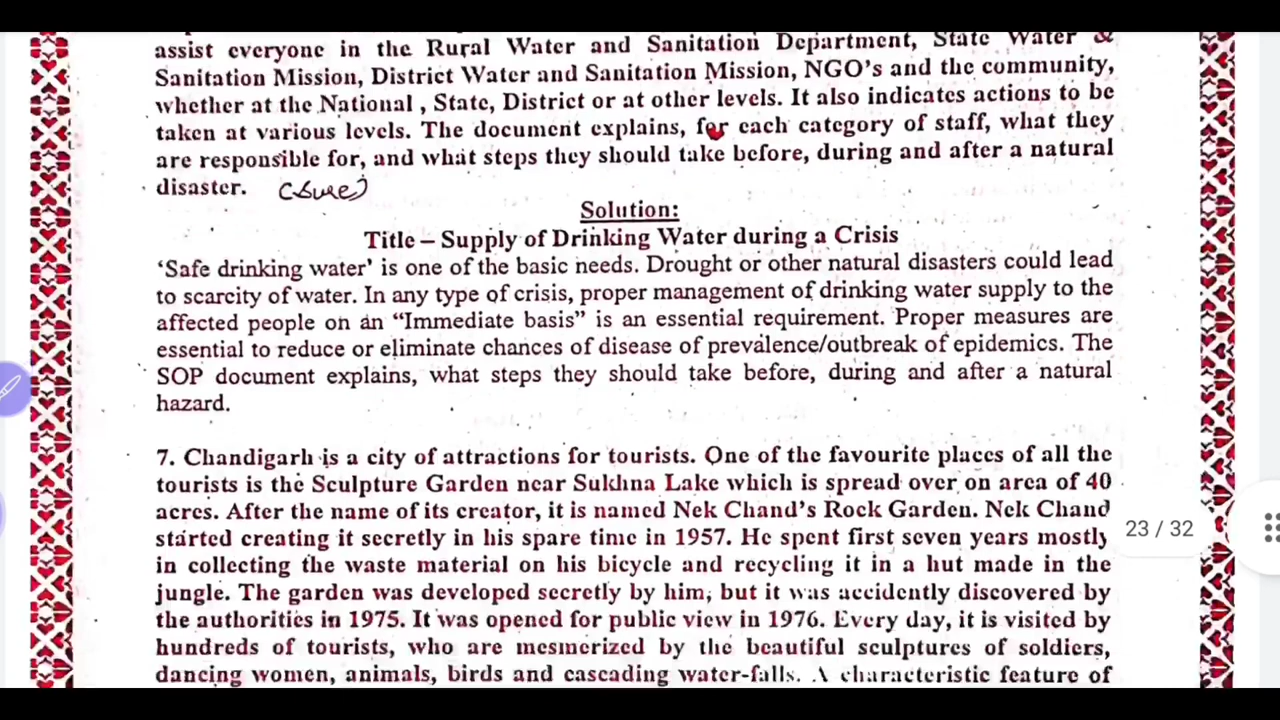 assist everyone in the Rural Water and Sanitation Department, State Water &
Sanitation Mission, District Water and Sanitation Mission, NGO's and the community,
whether at the National , State, District or at other levels. It also indicates actions to be
taken at various levels. The document explains, for each category of staff, what they
are responsible for, and what steps they should take before, during and after a natural
disaster. (Sure)
Solution:
Title – Supply of Drinking Water during a Crisis
'Safe drinking water' is one of the basic needs. Drought or other natural disasters could lead
to scarcity of water. In any type of crisis, proper management of drinking water supply to the
affected people on an "Immediate basis" is an essential requirement. Proper measures are
essential to reduce or eliminate chances of disease of prevalence/outbreak of epidemics. The
SOP document explains, what steps they should take before, during and after a natural
hazard.
7. Chandigarh is a city of attractions for tourists. One of the favourite places of all the
tourists is the Sculpture Garden near Sukhna Lake which is spread over on area of 40
acres. After the name of its creator, it is named Nek Chand's Rock Garden. Nek Chand
started creating it secretly in his spare time in 1957. He spent first seven years mostly
in collecting the waste material on his bicycle and recycling it in a hut made in the
jungle. The garden was developed secretly by him, but it was accidently discovered by
the authorities in 1975. It was opened for public view in 1976. Every day, it is visited by
hundreds of tourists, who are mesmerized by the beautiful sculptures of soldiers,
dancing women, animals, birds and cascading water-falls. A characteristic feature of
23 / 32